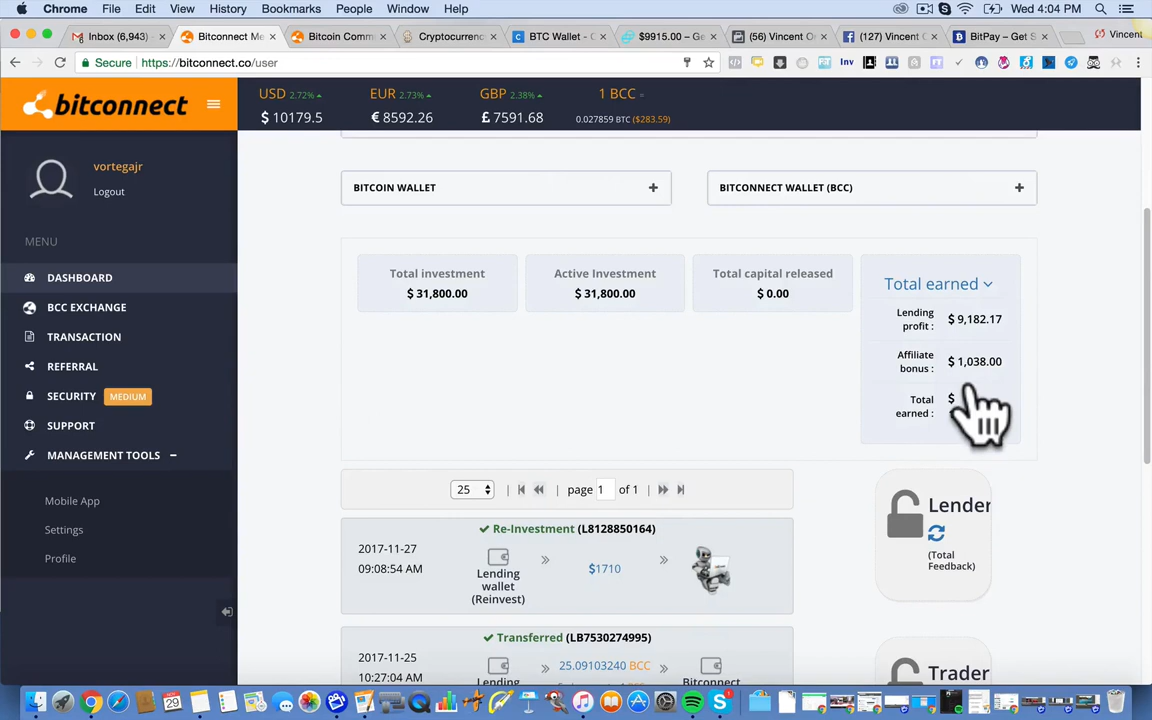 Chrome File Edit View History Bookmarks People Window Help Wed 4:04 PM
Inbox (6,943) Bitconnect Me Bitcoin Comm Cryptocurrenc BTC Wallet - $9915.00 – Ge (56) Vincent O (127) Vincent BitPay – Get S Vincent
Secure https://bitconnect.co/user Inv
bitconnect
USD 2.72% EUR 2.73% GBP 2.38% 1 BCC =
$ 10179.5 € 8592.26 £ 7591.68 0.027859 BTC ($283.59)
vortegajr
Logout
MENU
DASHBOARD
BCC EXCHANGE
TRANSACTION
REFERRAL
SECURITY MEDIUM
SUPPORT
MANAGEMENT TOOLS
Mobile App
Settings
Profile
BITCOIN WALLET + BITCONNECT WALLET (BCC) +
Total investment
$ 31,800.00
Active Investment
$ 31,800.00
Total capital released
$ 0.00
Total earned
Lending profit : $ 9,182.17
Affiliate bonus : $ 1,038.00
Total earned : $
25 page 1 of 1
Re-Investment (L8128850164)
2017-11-27
09:08:54 AM
Lending
wallet
(Reinvest)
$1710
Transferred (LB7530274995)
2017-11-25
10:27:04 AM
Lending
25.09103240 BCC
Bitconnect
Lender
(Total
Feedback)
Trader